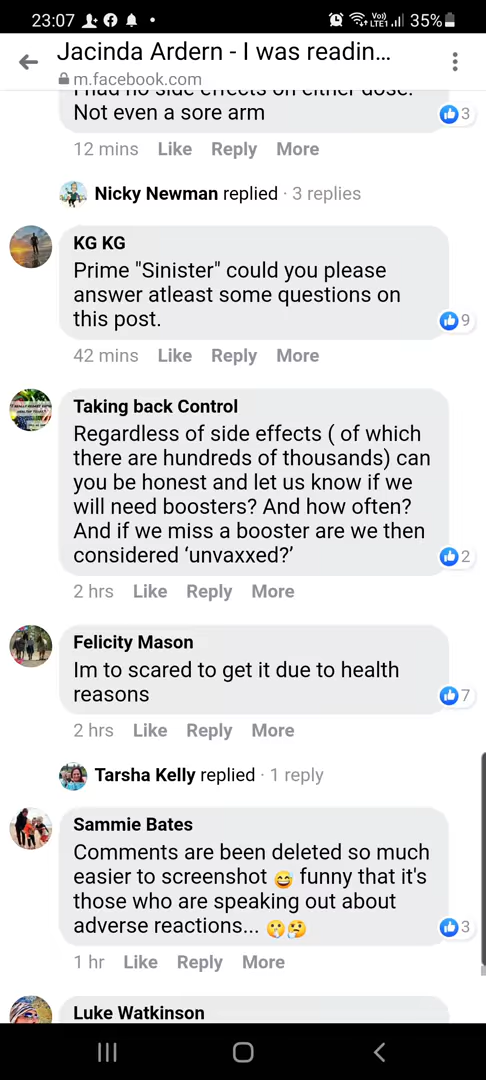 23:07
35%
Jacinda Ardern - I was readin...
m.facebook.com
I had no side effects on either dose.
Not even a sore arm
3
12 mins Like Reply More
Nicky Newman replied · 3 replies
KG KG
Prime "Sinister" could you please
answer atleast some questions on
this post.
9
42 mins Like Reply More
Taking back Control
Regardless of side effects ( of which
there are hundreds of thousands) can
you be honest and let us know if we
will need boosters? And how often?
And if we miss a booster are we then
considered ‘unvaxxed?’
2
2 hrs Like Reply More
Felicity Mason
Im to scared to get it due to health
reasons
7
2 hrs Like Reply More
Tarsha Kelly replied · 1 reply
Sammie Bates
Comments are been deleted so much
easier to screenshot 😅 funny that it's
those who are speaking out about
adverse reactions... 🤫🤔
3
1 hr Like Reply More
Luke Watkinson